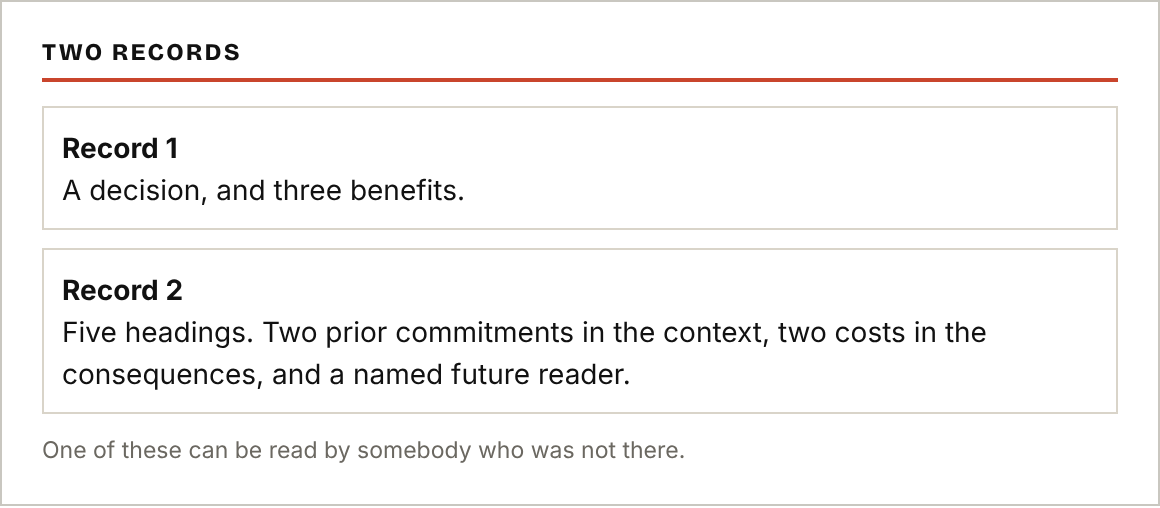 TWO RECORDS
Record 1
A decision, and three benefits.
Record 2
Five headings. Two prior commitments in the context, two costs in the
consequences, and a named future reader.
One of these can be read by somebody who was not there.